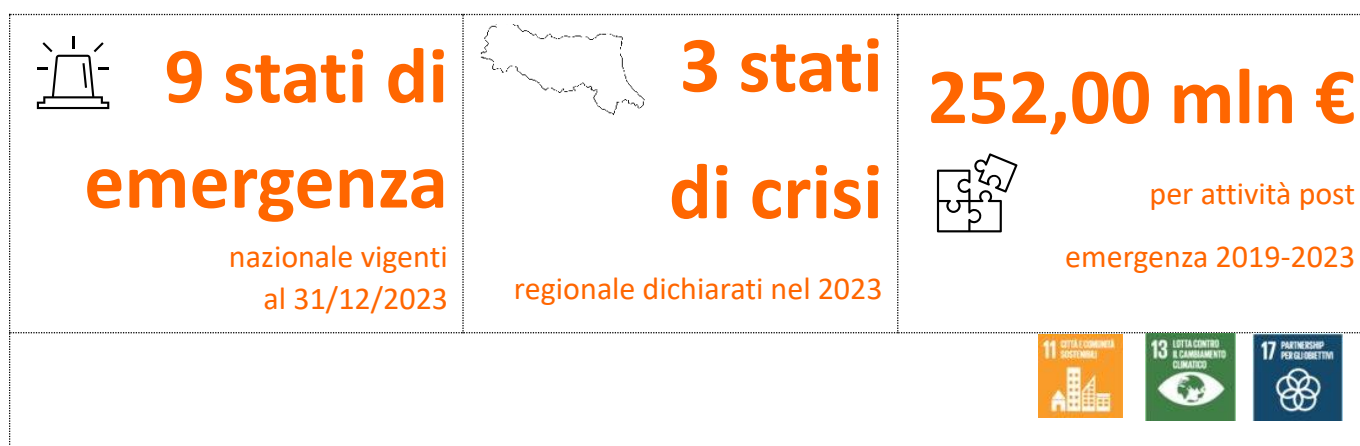 9 stati di
emergenza
nazionale vigenti
al 31/12/2023
3 stati
di crisi
regionale dichiarati nel 2023
252,00 mln €
per attività post
emergenza 2019-2023
11 CITTÀ E COMUNITÀ
SOSTENIBILI
13 LOTTA CONTRO
IL CAMBIAMENTO
CLIMATICO
17 PARTNERSHIP
PER GLI OBIETTIVI